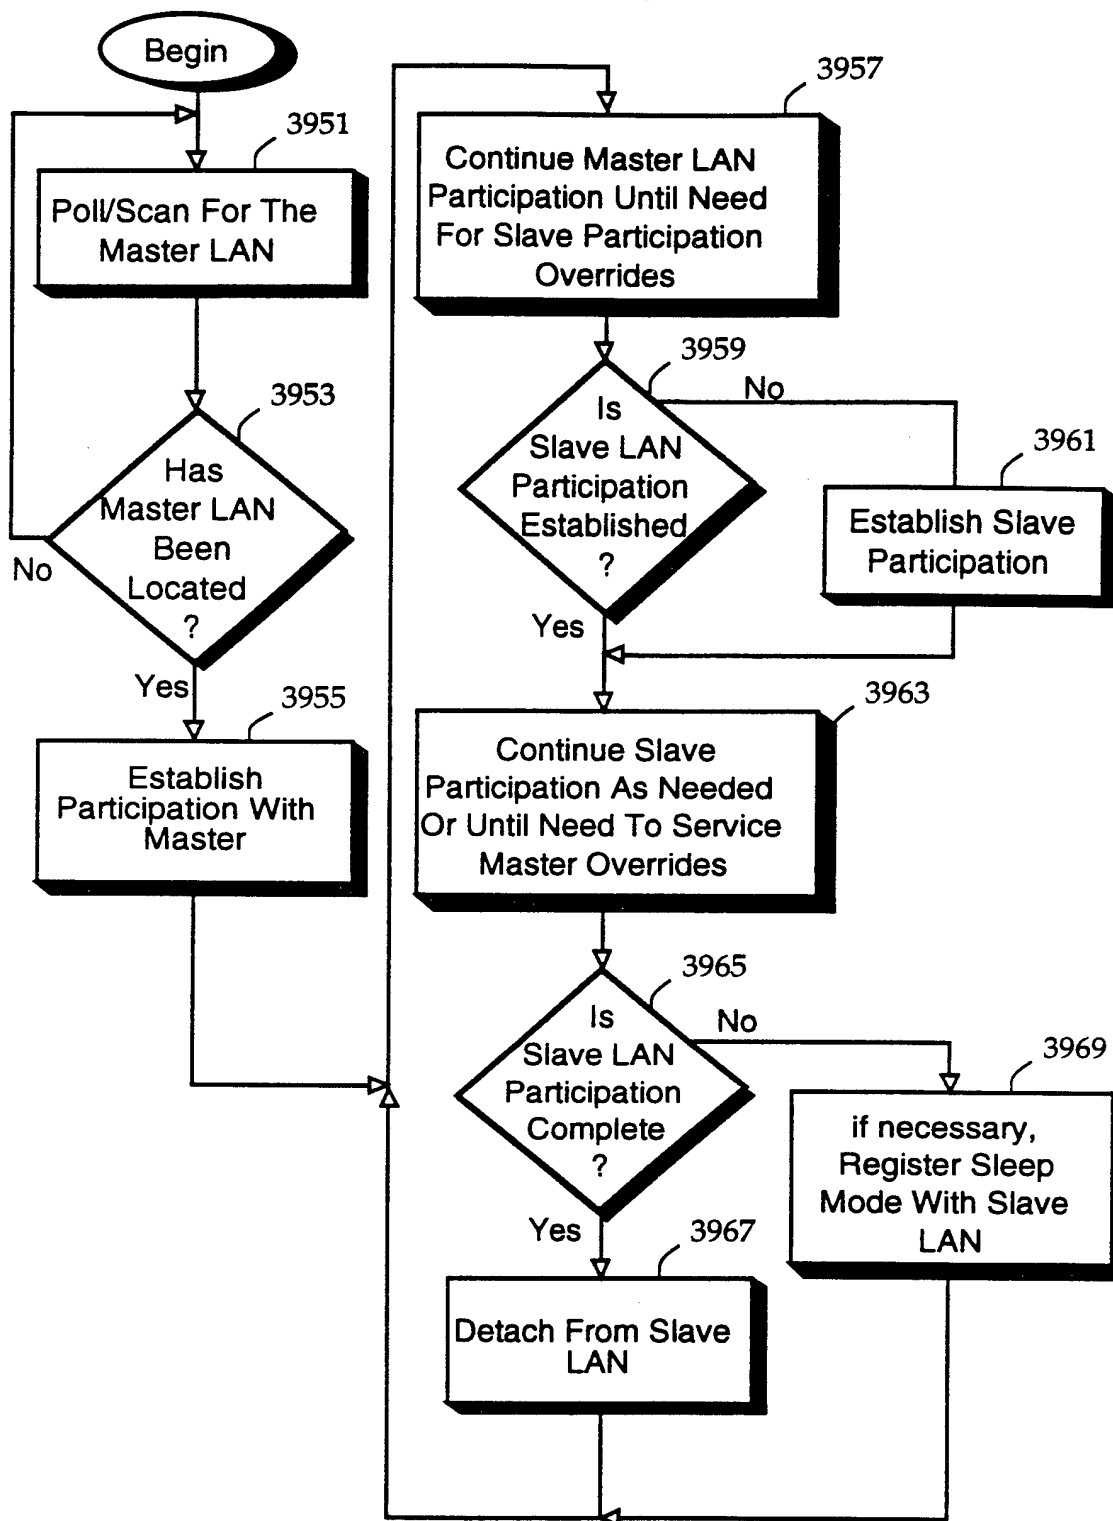 Begin
3951
Poll/Scan For The
Master LAN
3953
Has
Master LAN
Been
Located
?
No
Yes
3955
Establish
Participation With
Master
3957
Continue Master LAN
Participation Until Need
For Slave Participation
Overrides
3959
Is
Slave LAN
Participation
Established
?
No
3961
Establish Slave
Participation
Yes
3963
Continue Slave
Participation As Needed
Or Until Need To Service
Master Overrides
3965
Is
Slave LAN
Participation
Complete
?
No
3969
if necessary,
Register Sleep
Mode With Slave
LAN
Yes
3967
Detach From Slave
LAN